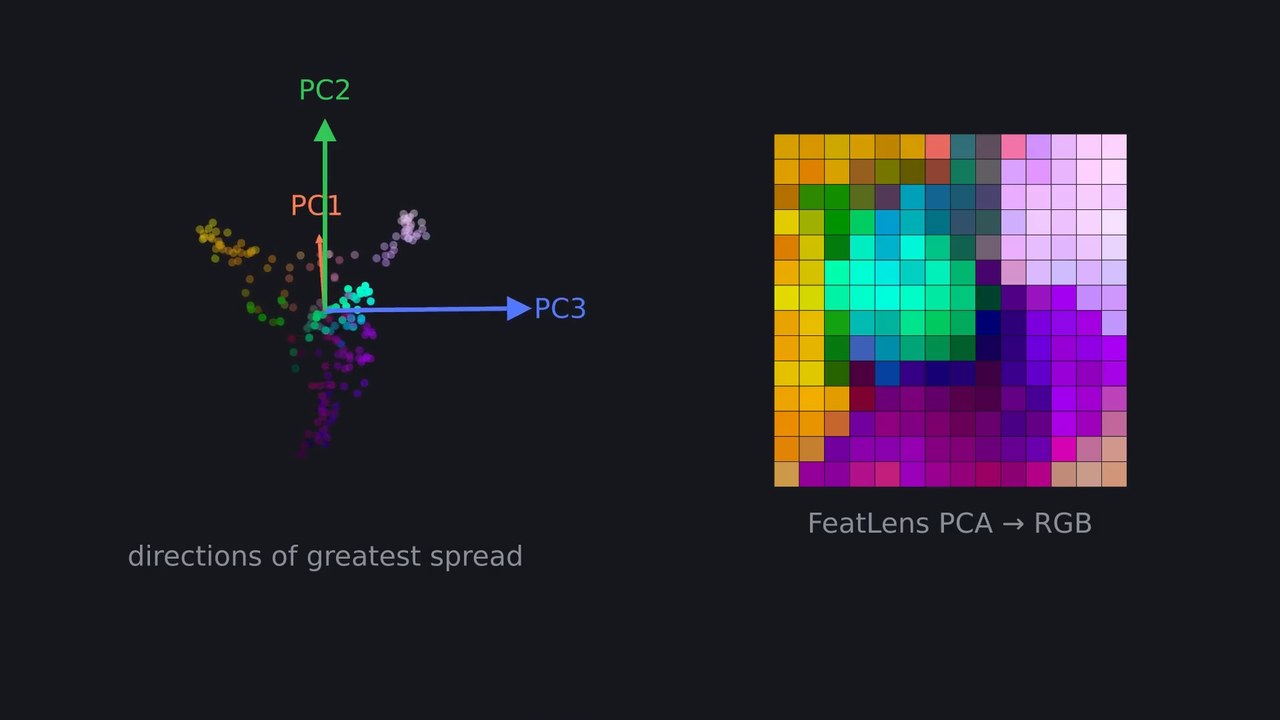 PC2
PC1
PC3
FeatLens PCA → RGB
directions of greatest spread